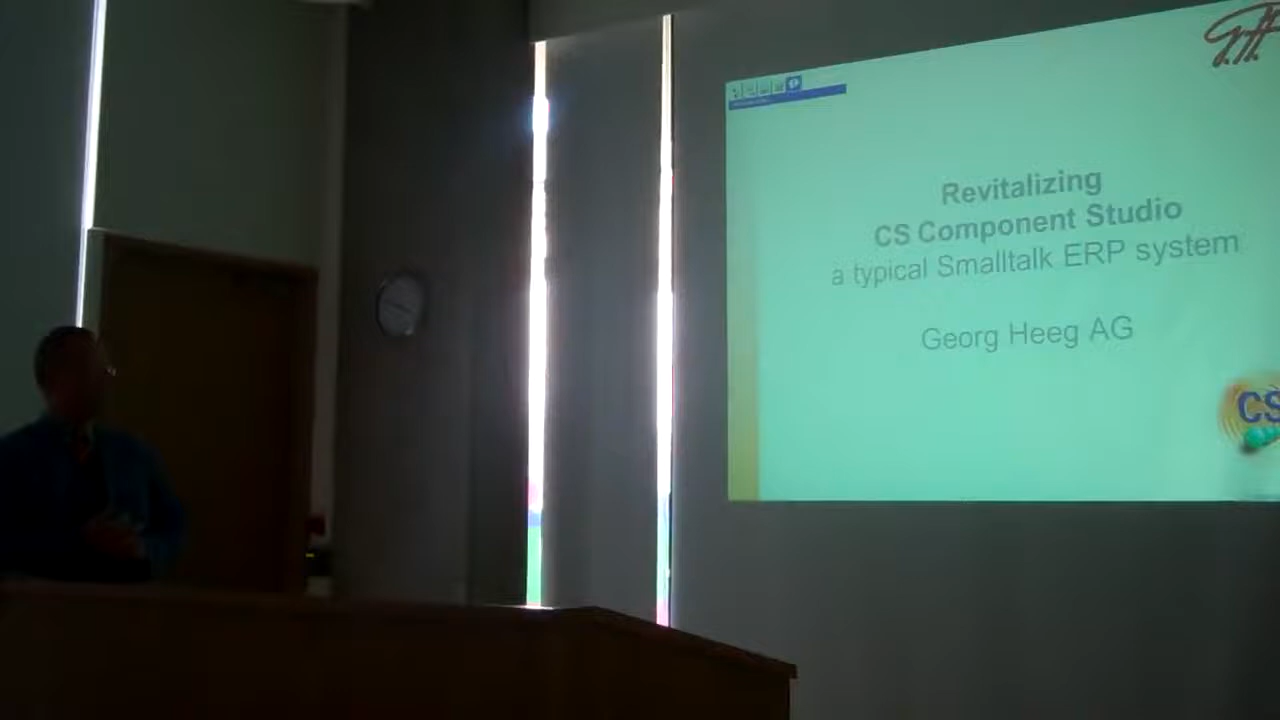 Revitalizing
CS Component Studio
a typical Smalltalk ERP system
Georg Heeg AG
CS